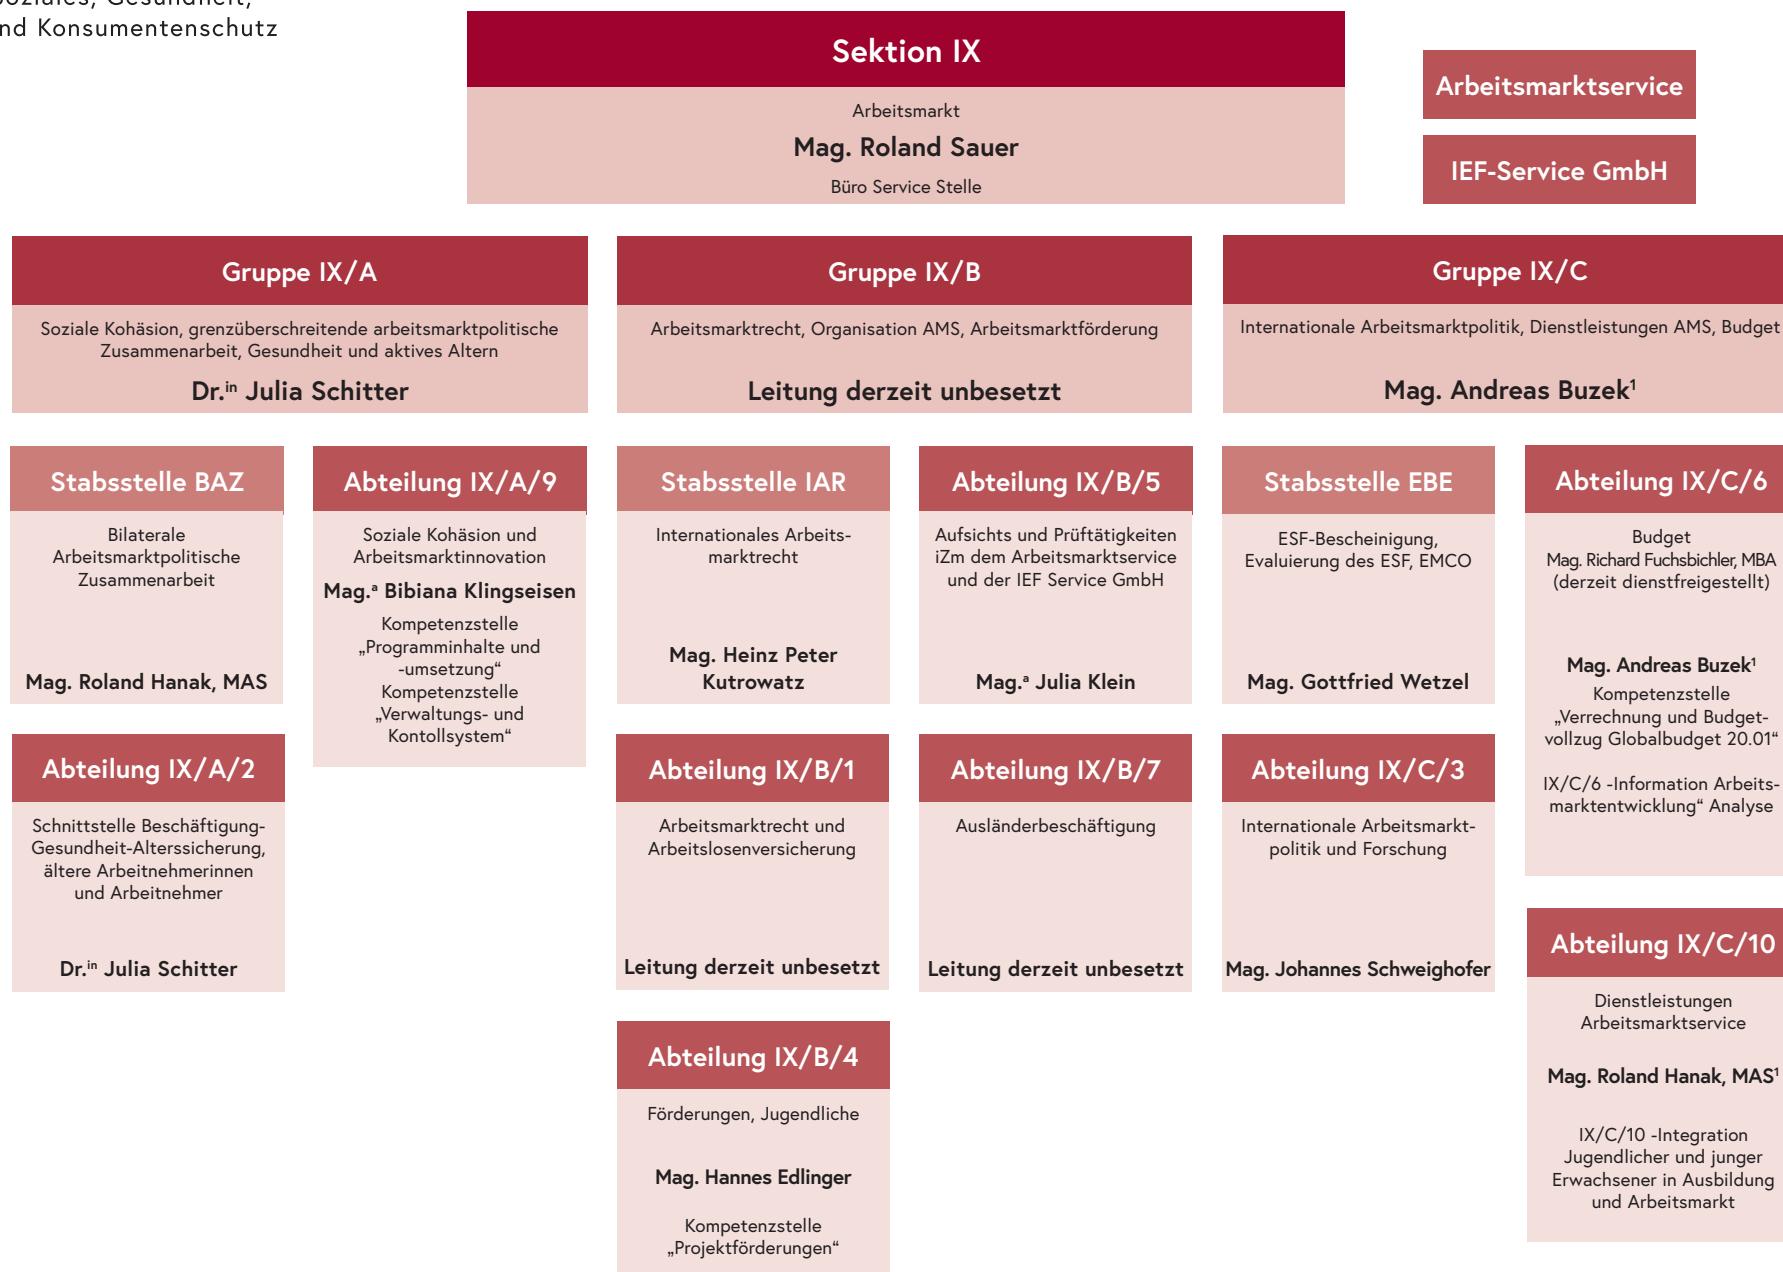 Soziales, Gesundheit,
nd Konsumentenschutz
Sektion IX
Arbeitsmarkt
Mag. Roland Sauer
Büro Service Stelle
Arbeitsmarktservice
IEF-Service GmbH
Gruppe IX/A
Soziale Kohäsion, grenzüberschreitende arbeitsmarktpolitische
Zusammenarbeit, Gesundheit und aktives Altern
Dr.ⁱⁿ Julia Schitter
Gruppe IX/B
Arbeitsmarktrecht, Organisation AMS, Arbeitsmarktförderung
Leitung derzeit unbesetzt
Gruppe IX/C
Internationale Arbeitsmarktpolitik, Dienstleistungen AMS, Budget
Mag. Andreas Buzek¹
Stabsstelle BAZ
Bilaterale
Arbeitsmarktpolitische
Zusammenarbeit
Mag. Roland Hanak, MAS
Abteilung IX/A/9
Soziale Kohäsion und
Arbeitsmarktinnovation
Mag.ᵃ Bibiana Klingseisen
Kompetenzstelle
„Programminhalte und
-umsetzung“
Kompetenzstelle
„Verwaltungs- und
Kontollsystem“
Stabsstelle IAR
Internationales Arbeits-
marktrecht
Mag. Heinz Peter
Kutrowatz
Abteilung IX/B/5
Aufsichts und Prüftätigkeiten
iZm dem Arbeitsmarktservice
und der IEF Service GmbH
Mag.ᵃ Julia Klein
Stabsstelle EBE
ESF-Bescheinigung,
Evaluierung des ESF, EMCO
Mag. Gottfried Wetzel
Abteilung IX/C/6
Budget
Mag. Richard Fuchsbichler, MBA
(derzeit dienstfreigestellt)
Mag. Andreas Buzek¹
Kompetenzstelle
„Verrechnung und Budget-
vollzug Globalbudget 20.01“
IX/C/6 -Information Arbeits-
marktentwicklung“ Analyse
Abteilung IX/A/2
Schnittstelle Beschäftigung-
Gesundheit-Alterssicherung,
ältere Arbeitnehmerinnen
und Arbeitnehmer
Dr.ⁱⁿ Julia Schitter
Abteilung IX/B/1
Arbeitsmarktrecht und
Arbeitslosenversicherung
Leitung derzeit unbesetzt
Abteilung IX/B/7
Ausländerbeschäftigung
Leitung derzeit unbesetzt
Abteilung IX/C/3
Internationale Arbeitsmarkt-
politik und Forschung
Mag. Johannes Schweighofer
Abteilung IX/C/10
Dienstleistungen
Arbeitsmarktservice
Mag. Roland Hanak, MAS¹
IX/C/10 -Integration
Jugendlicher und junger
Erwachsener in Ausbildung
und Arbeitsmarkt
Abteilung IX/B/4
Förderungen, Jugendliche
Mag. Hannes Edlinger
Kompetenzstelle
„Projektförderungen“